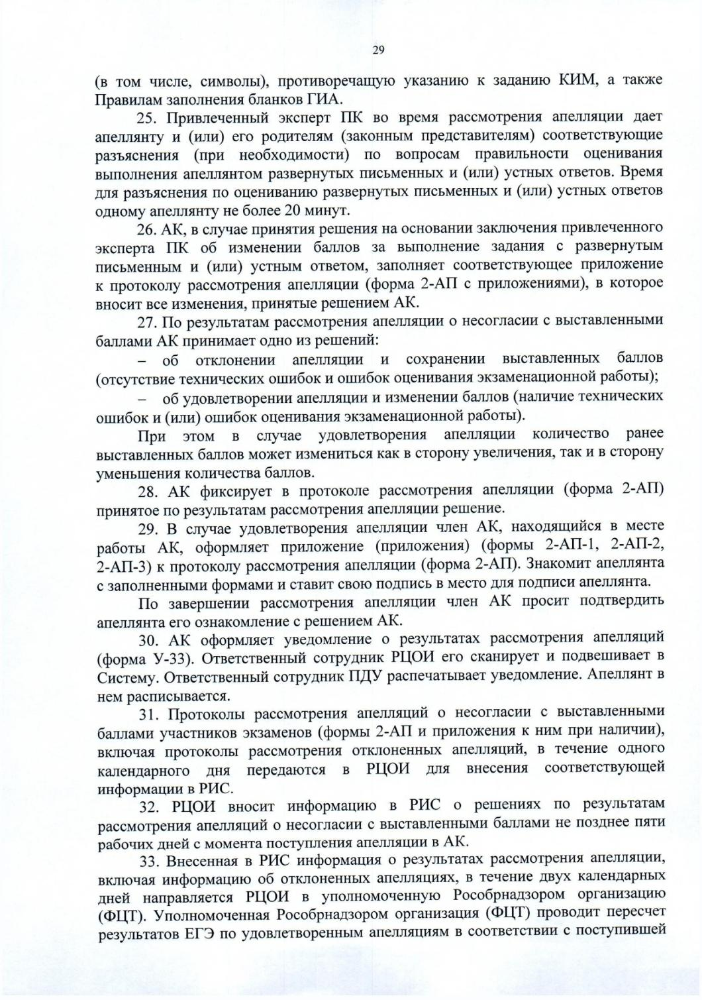 29
(в том числе, символы), противоречащую указанию к заданию КИМ, а также
Правилам заполнения бланков ГИА.
25. Привлеченный эксперт ПК во время рассмотрения апелляции дает
апеллянту и (или) его родителям (законным представителям) соответствующие
разъяснения (при необходимости) по вопросам правильности оценивания
выполнения апеллянтом развернутых письменных и (или) устных ответов. Время
для разъяснения по оцениванию развернутых письменных и (или) устных ответов
одному апеллянту не более 20 минут.
26. АК, в случае принятия решения на основании заключения привлеченного
эксперта ПК об изменении баллов за выполнение задания с развернутым
письменным и (или) устным ответом, заполняет соответствующее приложение
к протоколу рассмотрения апелляции (форма 2-АП с приложениями), в которое
вносит все изменения, принятые решением АК.
27. По результатам рассмотрения апелляции о несогласии с выставленными
баллами АК принимает одно из решений:
– об отклонении апелляции и сохранении выставленных баллов
(отсутствие технических ошибок и ошибок оценивания экзаменационной работы);
– об удовлетворении апелляции и изменении баллов (наличие технических
ошибок и (или) ошибок оценивания экзаменационной работы).
При этом в случае удовлетворения апелляции количество ранее
выставленных баллов может измениться как в сторону увеличения, так и в сторону
уменьшения количества баллов.
28. АК фиксирует в протоколе рассмотрения апелляции (форма 2-АП)
принятое по результатам рассмотрения апелляции решение.
29. В случае удовлетворения апелляции член АК, находящийся в месте
работы АК, оформляет приложение (приложения) (формы 2-АП-1, 2-АП-2,
2-АП-3) к протоколу рассмотрения апелляции (форма 2-АП). Знакомит апеллянта
с заполненными формами и ставит свою подпись в место для подписи апеллянта.
По завершении рассмотрения апелляции член АК просит подтвердить
апеллянта его ознакомление с решением АК.
30. АК оформляет уведомление о результатах рассмотрения апелляций
(форма У-33). Ответственный сотрудник РЦОИ его сканирует и подвешивает в
Систему. Ответственный сотрудник ПДУ распечатывает уведомление. Апеллянт в
нем расписывается.
31. Протоколы рассмотрения апелляций о несогласии с выставленными
баллами участников экзаменов (формы 2-АП и приложения к ним при наличии),
включая протоколы рассмотрения отклоненных апелляций, в течение одного
календарного дня передаются в РЦОИ для внесения соответствующей
информации в РИС.
32. РЦОИ вносит информацию в РИС о решениях по результатам
рассмотрения апелляций о несогласии с выставленными баллами не позднее пяти
рабочих дней с момента поступления апелляции в АК.
33. Внесенная в РИС информация о результатах рассмотрения апелляции,
включая информацию об отклоненных апелляциях, в течение двух календарных
дней направляется РЦОИ в уполномоченную Рособрнадзором организацию
(ФЦТ). Уполномоченная Рособрнадзором организация (ФЦТ) проводит пересчет
результатов ЕГЭ по удовлетворенным апелляциям в соответствии с поступившей